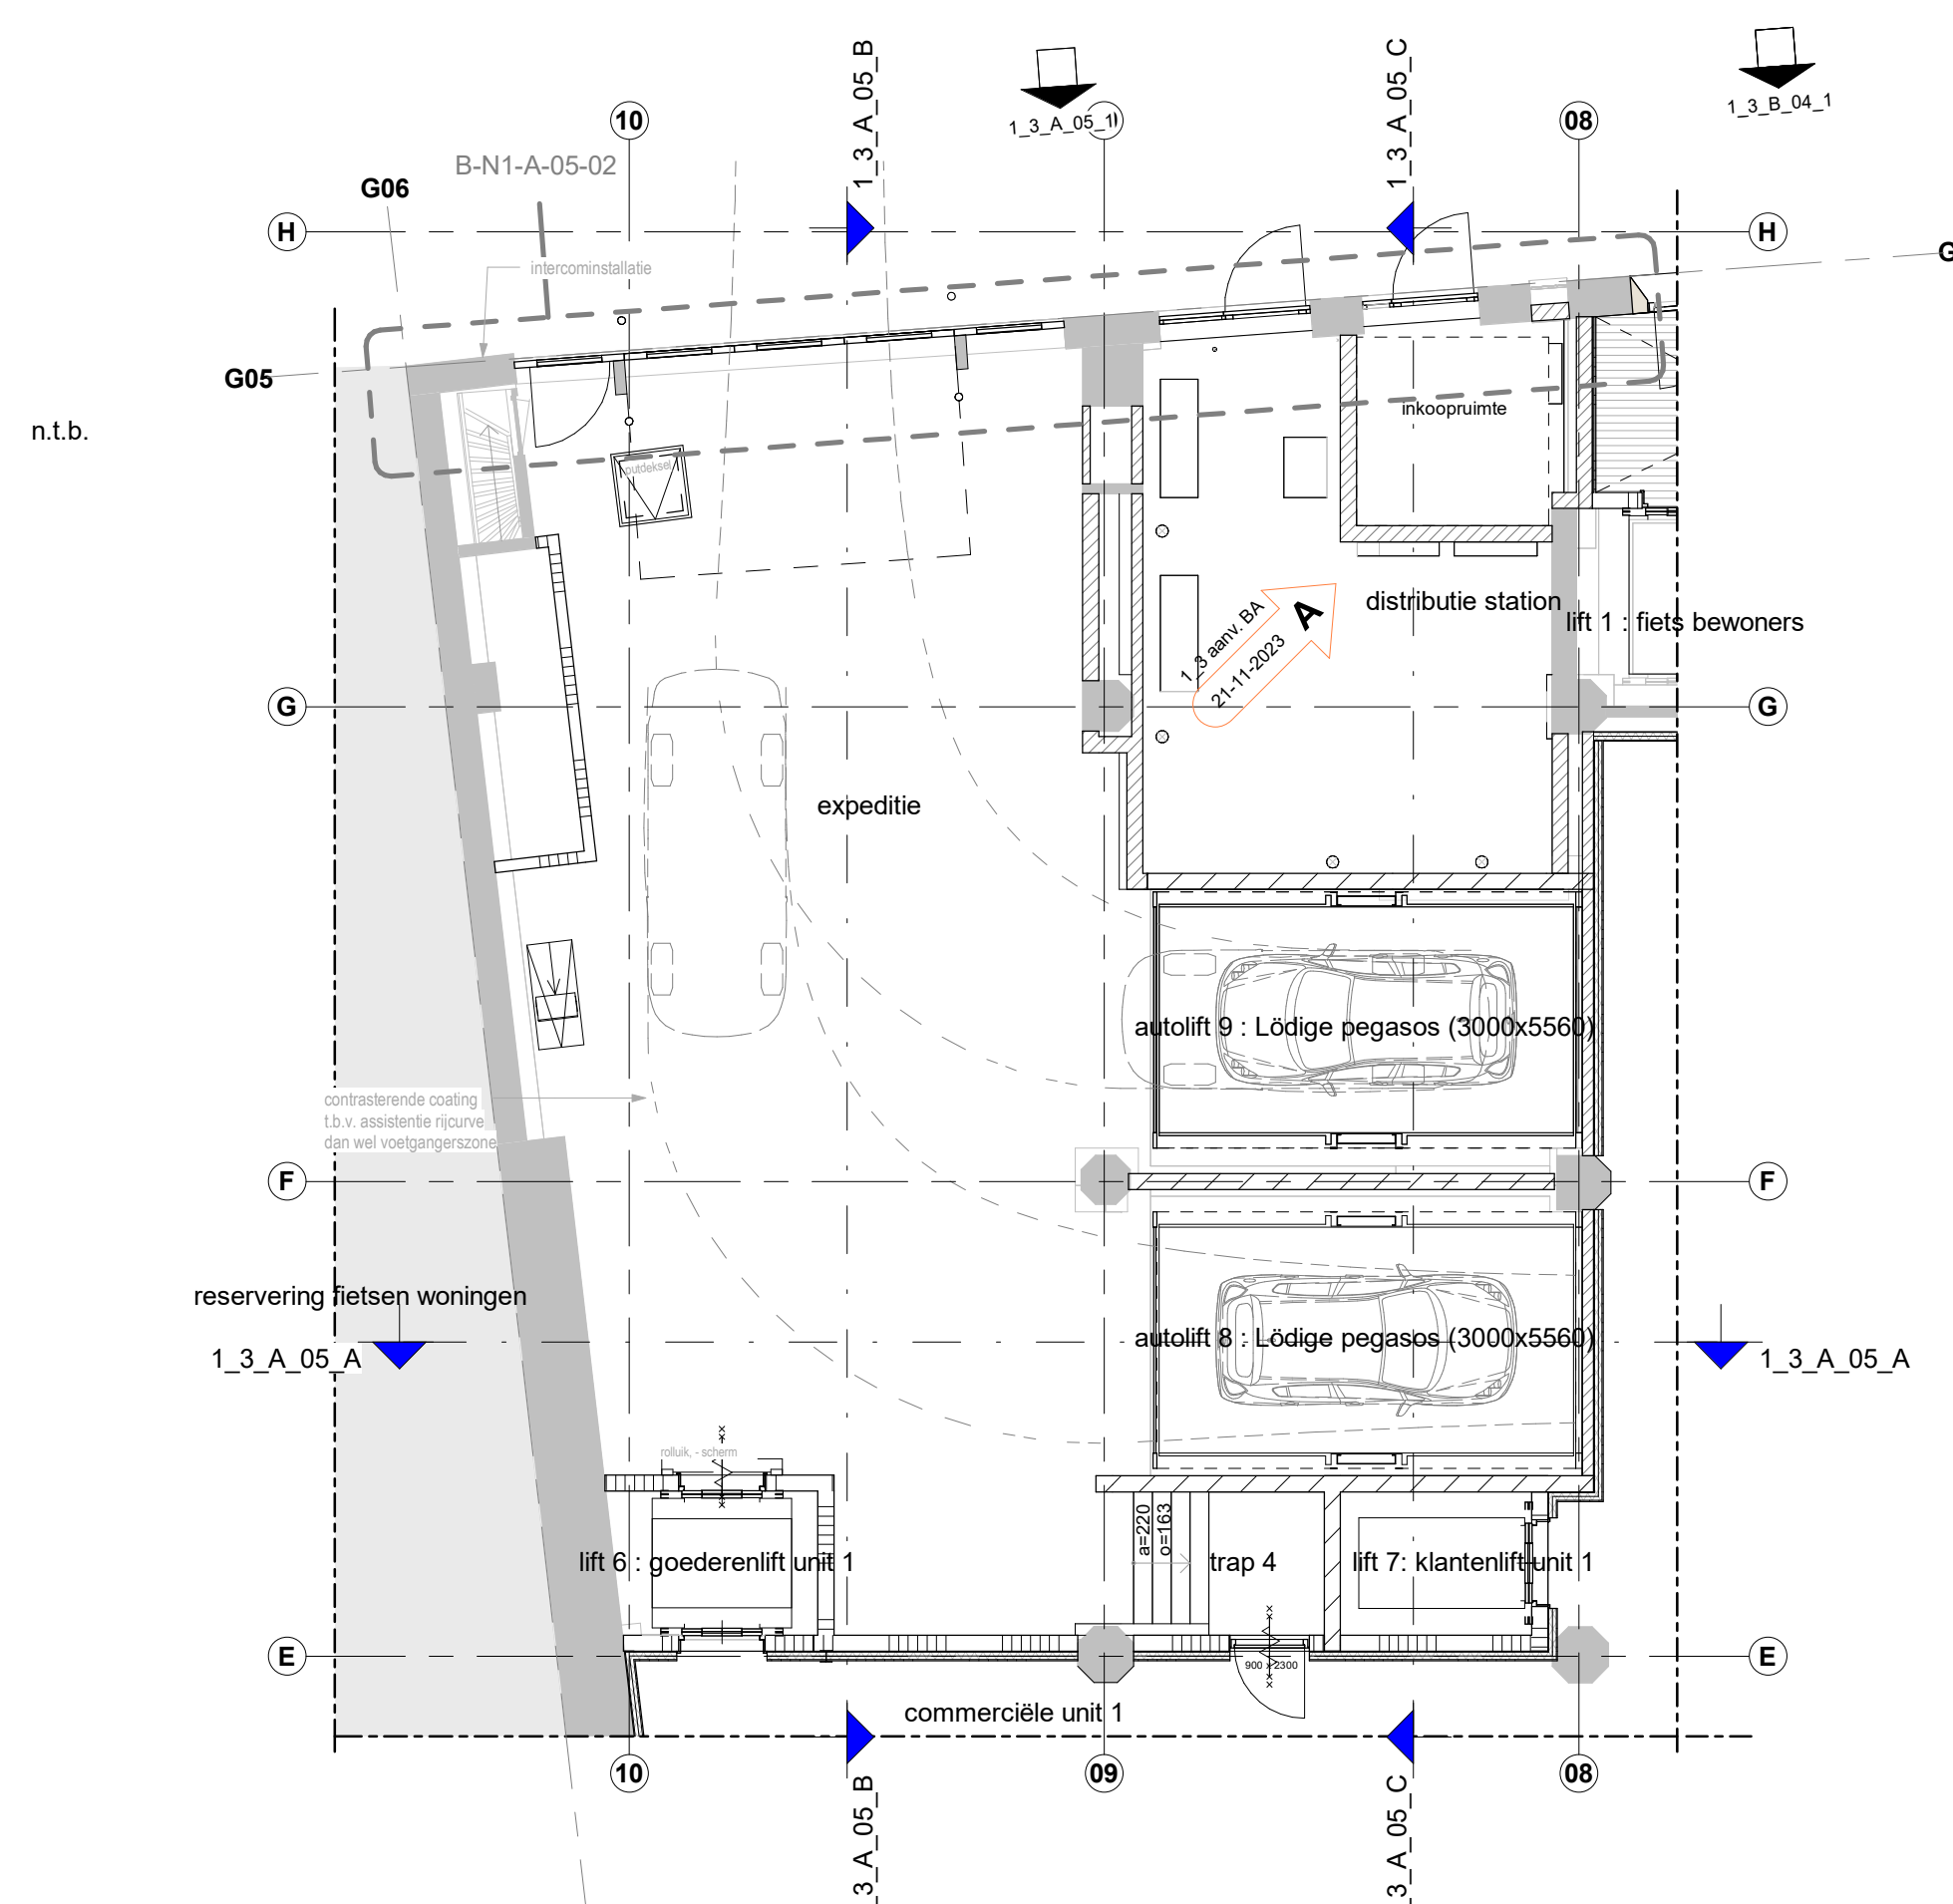 1_3_A_05_B
1_3_A_05_C
1_3_A_05_1
1_3_B_04_1
10
08
B-N1-A-05-02
G06
H
H
G
intercominstallatie
G05
n.t.b.
inkoopruimte
putdeksel
distributie station
1_3 aanv. BA
21-11-2023
A
lift 1 : fiets bewoners
G
G
expeditie
autolift 9 : Lödige pegasos (3000x5560)
contrasterende coating
t.b.v. assistentie rijcurve
dan wel voetgangerszone
F
F
reservering fietsen woningen
1_3_A_05_A
autolift 8 : Lödige pegasos (3000x5560)
1_3_A_05_A
rolluik, - scherm
a=220
o=163
lift 6 : goederenlift unit 1
trap 4
lift 7: klantenlift unit 1
E
E
900 x 2300
commerciële unit 1
10
09
08
3_A_05_B
3_A_05_C